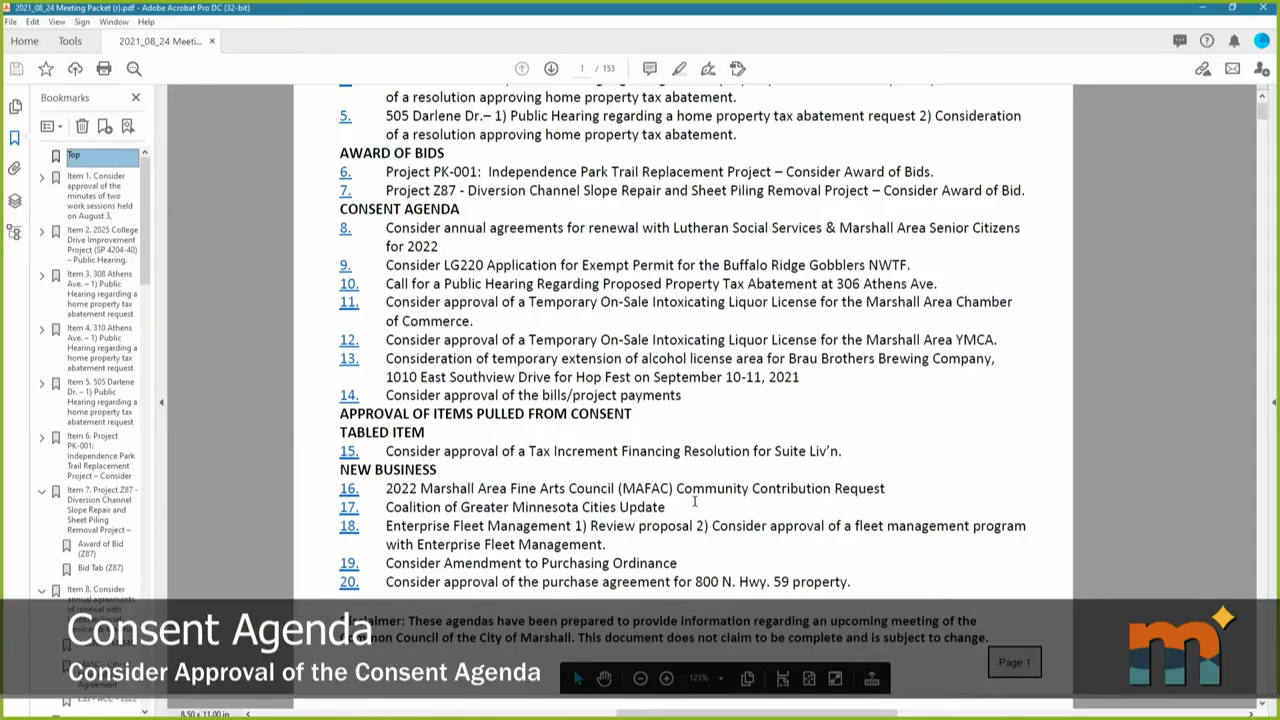 2021_08_24 Meeting Packet (r).pdf - Adobe Acrobat Pro DC (32-bit)
File Edit View Sign Window Help
Home Tools 2021_08_24 Meeti... ×
1 / 153
Bookmarks
Top
Item 1. Consider
approval of the
minutes of two
work sessions held
on August 3,
Item 2. 2025 College
Drive Improvement
Project (SP 4204-40)
– Public Hearing.
Item 3. 308 Athens
Ave. – 1) Public
Hearing regarding a
home property tax
abatement request
Item 4. 310 Athens
Ave. – 1) Public
Hearing regarding a
home property tax
abatement request
Item 5. 505 Darlene
Dr. – 1) Public
Hearing regarding a
home property tax
abatement request
Item 6. Project
PK-001:
Independence Park
Trail Replacement
Project – Consider
Item 7. Project Z87 -
Diversion Channel
Slope Repair and
Sheet Piling
Removal Project –
Award of Bid
(Z87)
Bid Tab (Z87)
Item 8. Consider
annual agreements
8.50 x 11.00 in
of a resolution approving home property tax abatement.
5. 505 Darlene Dr.– 1) Public Hearing regarding a home property tax abatement request 2) Consideration
of a resolution approving home property tax abatement.
AWARD OF BIDS
6. Project PK-001: Independence Park Trail Replacement Project – Consider Award of Bids.
7. Project Z87 - Diversion Channel Slope Repair and Sheet Piling Removal Project – Consider Award of Bid.
CONSENT AGENDA
8. Consider annual agreements for renewal with Lutheran Social Services & Marshall Area Senior Citizens
for 2022
9. Consider LG220 Application for Exempt Permit for the Buffalo Ridge Gobblers NWTF.
10. Call for a Public Hearing Regarding Proposed Property Tax Abatement at 306 Athens Ave.
11. Consider approval of a Temporary On-Sale Intoxicating Liquor License for the Marshall Area Chamber
of Commerce.
12. Consider approval of a Temporary On-Sale Intoxicating Liquor License for the Marshall Area YMCA.
13. Consideration of temporary extension of alcohol license area for Brau Brothers Brewing Company,
1010 East Southview Drive for Hop Fest on September 10-11, 2021
14. Consider approval of the bills/project payments
APPROVAL OF ITEMS PULLED FROM CONSENT
TABLED ITEM
15. Consider approval of a Tax Increment Financing Resolution for Suite Liv’n.
NEW BUSINESS
16. 2022 Marshall Area Fine Arts Council (MAFAC) Community Contribution Request
17. Coalition of Greater Minnesota Cities Update
18. Enterprise Fleet Management 1) Review proposal 2) Consider approval of a fleet management program
with Enterprise Fleet Management.
19. Consider Amendment to Purchasing Ordinance
20. Consider approval of the purchase agreement for 800 N. Hwy. 59 property.
These agendas have been prepared to provide information regarding an upcoming meeting of the
Council of the City of Marshall. This document does not claim to be complete and is subject to change.
Page 1
125%
Consent Agenda
Consider Approval of the Consent Agenda
m